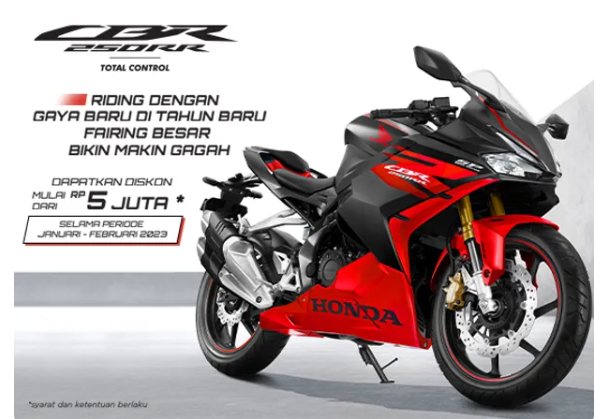 CBR
250RR
TOTAL CONTROL
RIDING DENGAN
GAYA BARU DI TAHUN BARU
FAIRING BESAR
BIKIN MAKIN GAGAH
DAPATKAN DISKON
MULAI DARI RP 5 JUTA *
SELAMA PERIODE
JANUARI - FEBRUARI 2023
CBR
250RR
HONDA
*syarat dan ketentuan berlaku